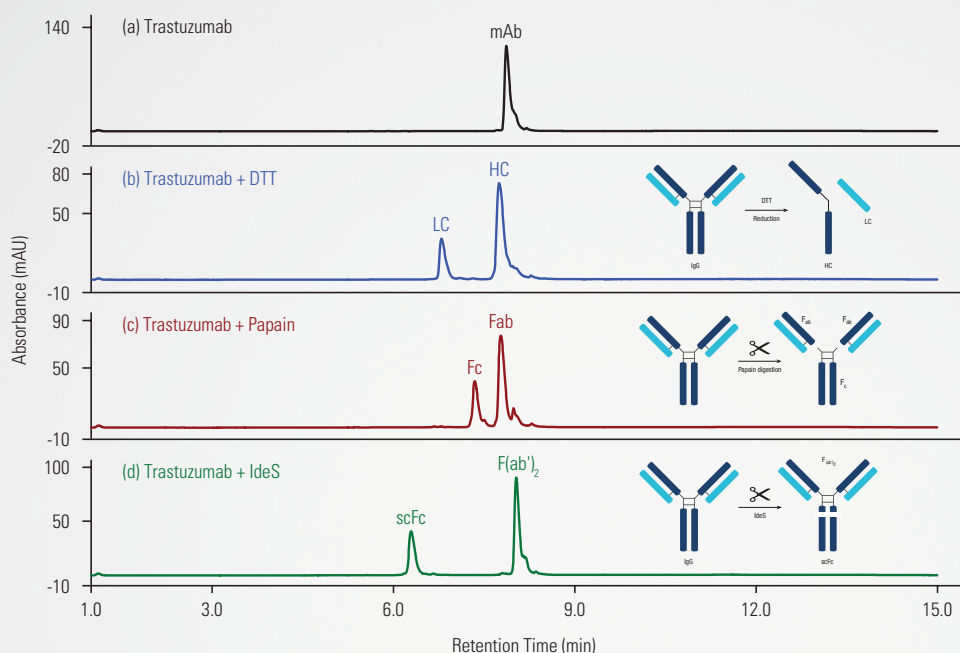 Absorbance (mAU)
140
-20
(a) Trastuzumab
mAb
80
50
-10
(b) Trastuzumab + DTT
LC
HC
IgG
DTT
Reduction
HC
LC
90
50
-10
(c) Trastuzumab + Papain
Fc
Fab
Papain digestion
Fab
Fab
Fc
100
50
-10
(d) Trastuzumab + IdeS
scFc
F(ab')2
IgG
IdeS
F(ab')2
scFc
1.0 3.0 6.0 9.0 12.0 15.0
Retention Time (min)